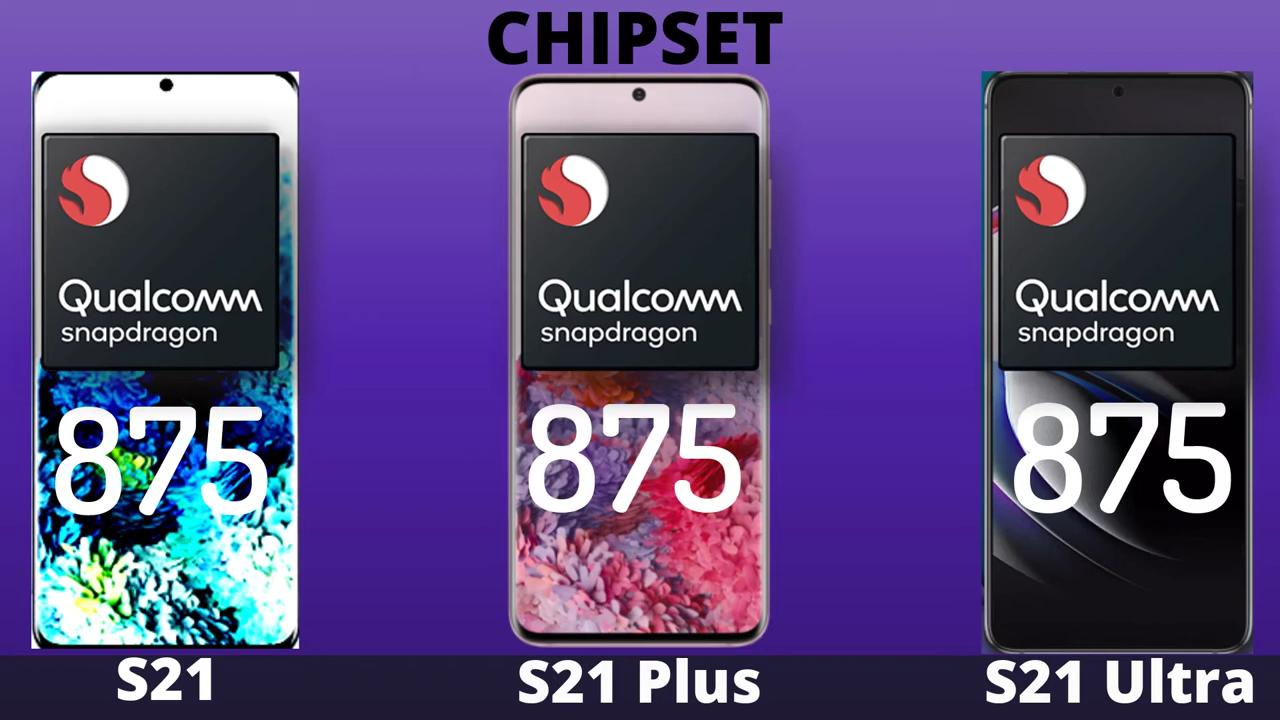 CHIPSET
Qualcomm
snapdragon
875
S21
Qualcomm
snapdragon
875
S21 Plus
Qualcomm
snapdragon
875
S21 Ultra